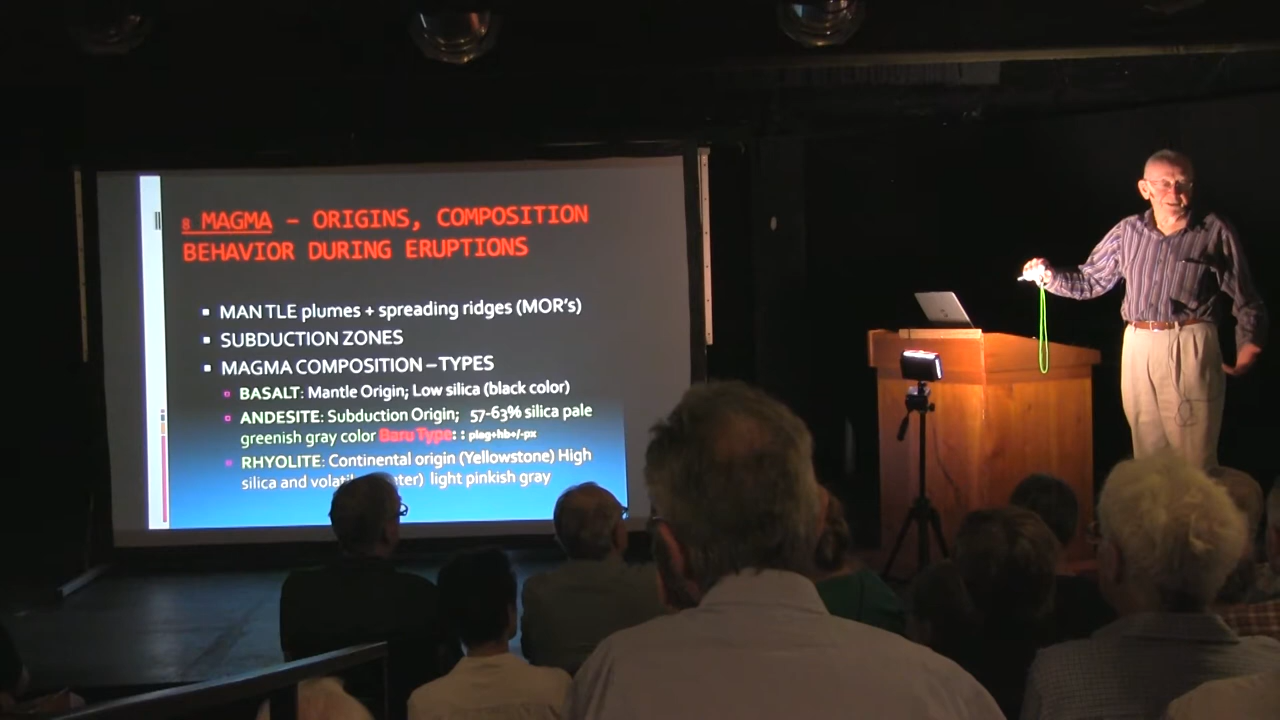 8 MAGMA – ORIGINS, COMPOSITION
BEHAVIOR DURING ERUPTIONS
MANTLE plumes + spreading ridges (MOR's)
SUBDUCTION ZONES
MAGMA COMPOSITION – TYPES
BASALT: Mantle Origin; Low silica (black color)
ANDESITE: Subduction Origin; 57-63% silica pale
greenish gray color Baru Type: : plag+hb+/-px
RHYOLITE: Continental origin (Yellowstone) High
silica and light pinkish gray